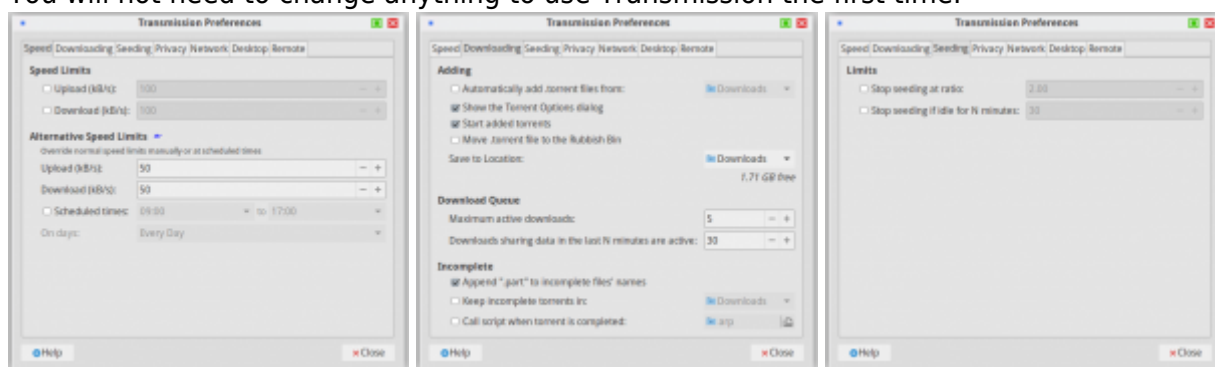 You will not need to change anything to use Transmission the first time.
Transmission Preferences
Speed Downloading Seeding Privacy Network Desktop Remote
Speed Limits
Upload (kB/s): 100 - +
Download (kB/s): 100 - +
Alternative Speed Limits
Override normal speed limits manually or at scheduled times
Upload (kB/s): 50 - +
Download (kB/s): 50 - +
Scheduled times: 09:00 to 17:00
On days: Every Day
Help Close
Transmission Preferences
Speed Downloading Seeding Privacy Network Desktop Remote
Adding
Automatically add .torrent files from: Downloads
Show the Torrent Options dialog
Start added torrents
Move .torrent file to the Rubbish Bin
Save to Location: Downloads
1.71 GB free
Download Queue
Maximum active downloads: 5 - +
Downloads sharing data in the last N minutes are active: 30 - +
Incomplete
Append ".part" to incomplete files' names
Keep incomplete torrents in: Downloads
Call script when torrent is completed: arp
Help Close
Transmission Preferences
Speed Downloading Seeding Privacy Network Desktop Remote
Limits
Stop seeding at ratio: 2.00 - +
Stop seeding if idle for N minutes: 30 - +
Help Close